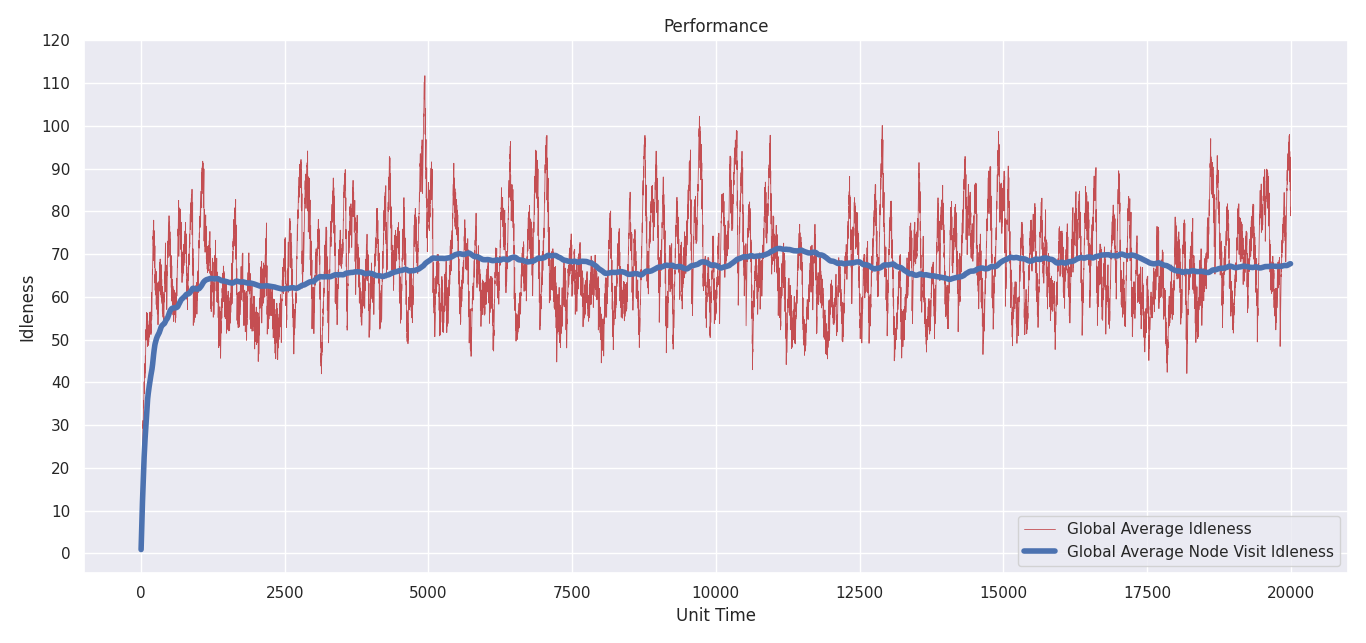 Performance
120
110
100
90
80
70
60
50
40
30
20
10
0
Idleness
0 2500 5000 7500 10000 12500 15000 17500 20000
Unit Time
Global Average Idleness
Global Average Node Visit Idleness